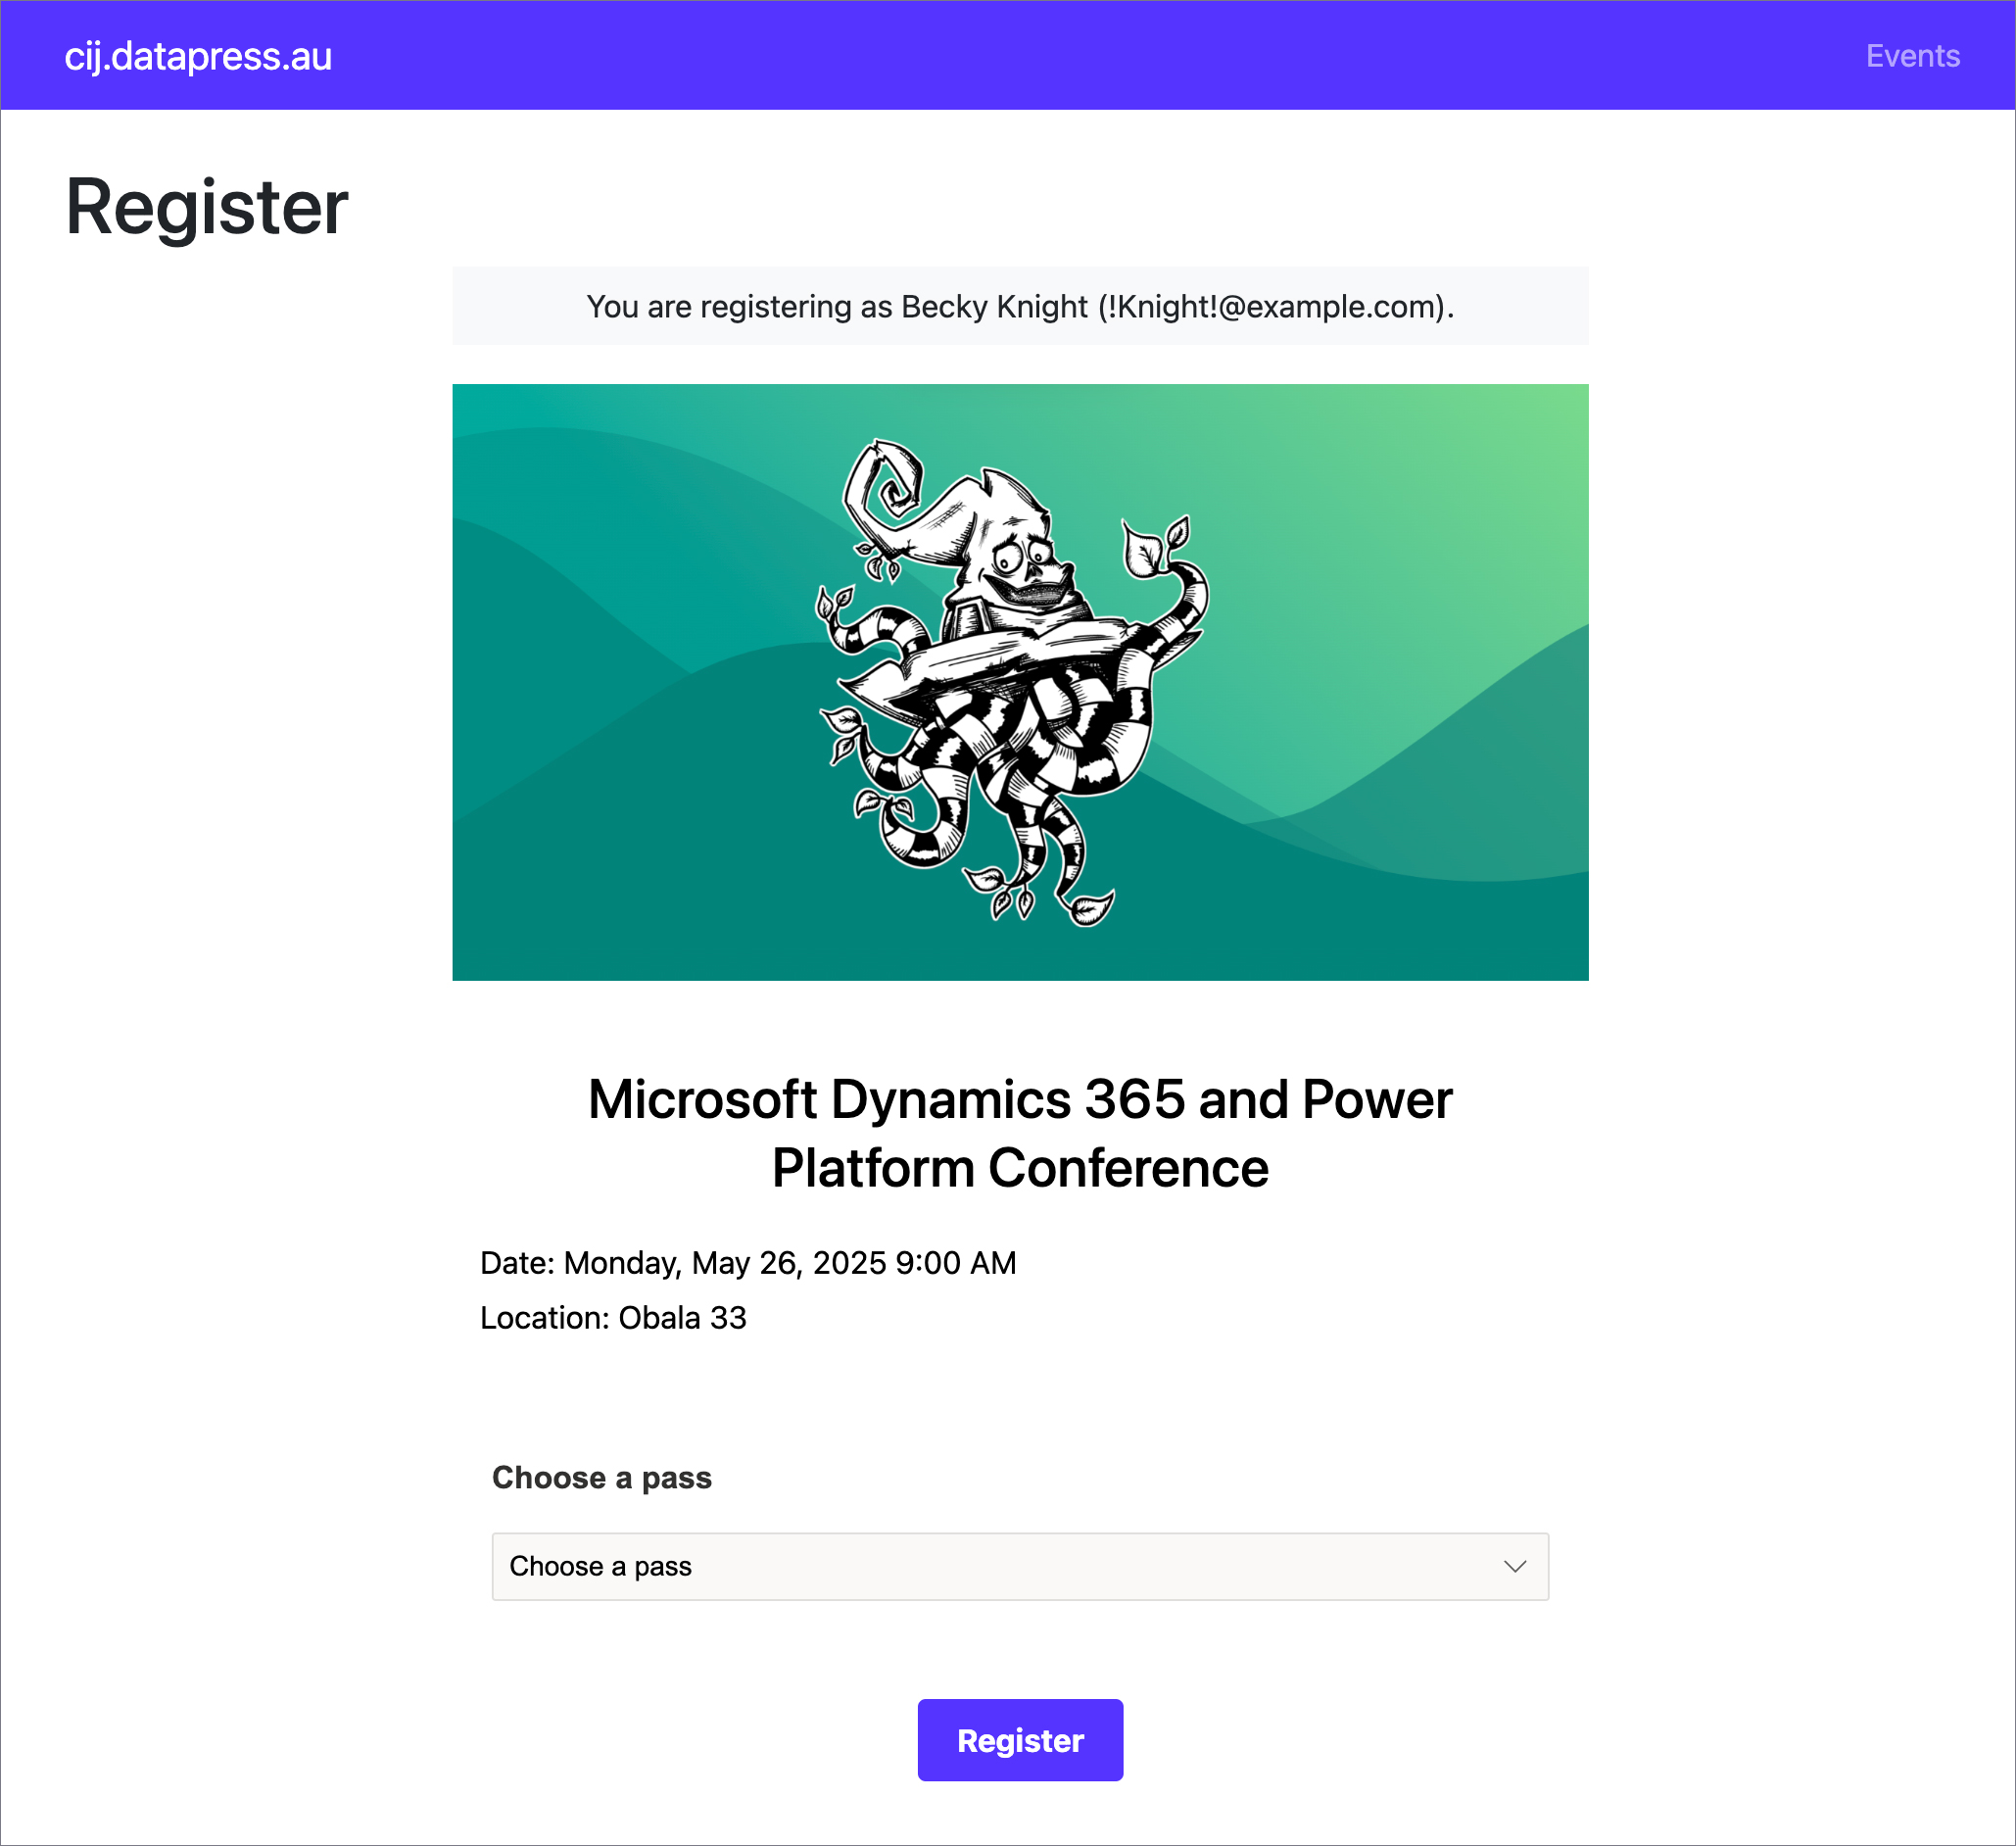 cij.datapress.au
Events
Register
You are registering as Becky Knight (!Knight!@example.com).
Microsoft Dynamics 365 and Power
Platform Conference
Date: Monday, May 26, 2025 9:00 AM
Location: Obala 33
Choose a pass
Choose a pass
Register